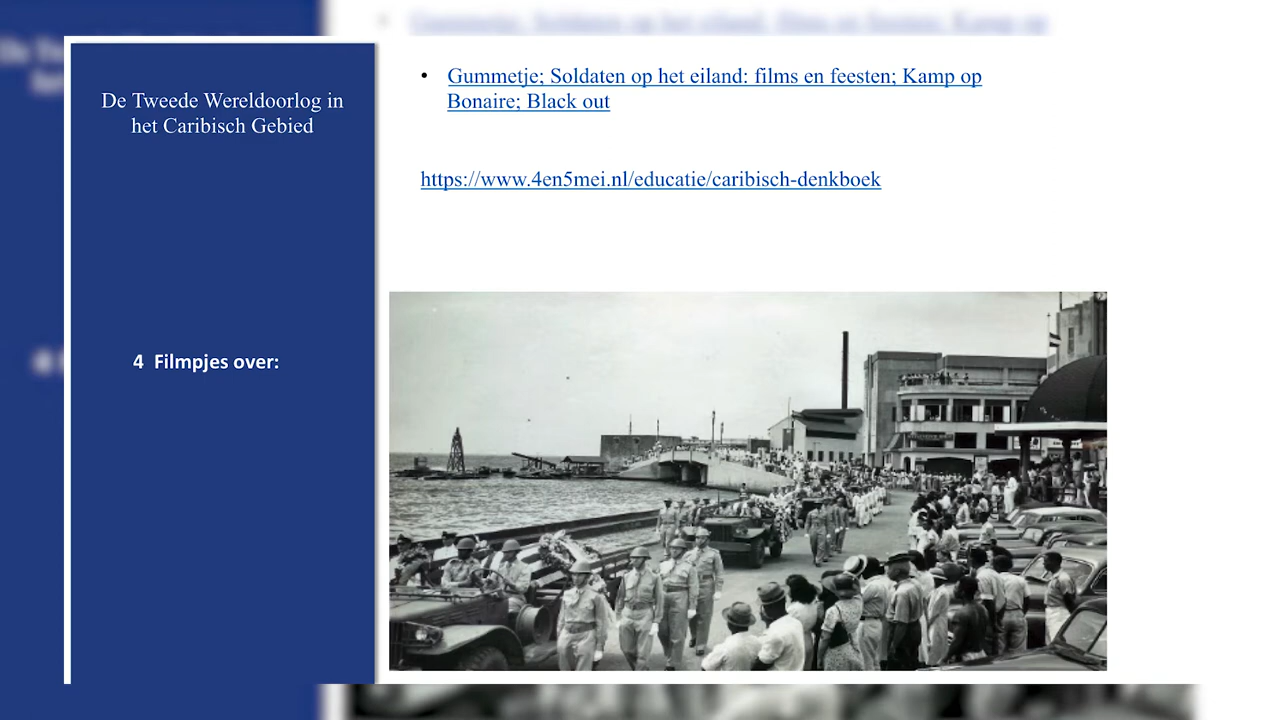 De Tweede Wereldoorlog in
het Caribisch Gebied
4 Filmpjes over:
• Gummetje; Soldaten op het eiland: films en feesten; Kamp op
Bonaire; Black out
https://www.4en5mei.nl/educatie/caribisch-denkboek